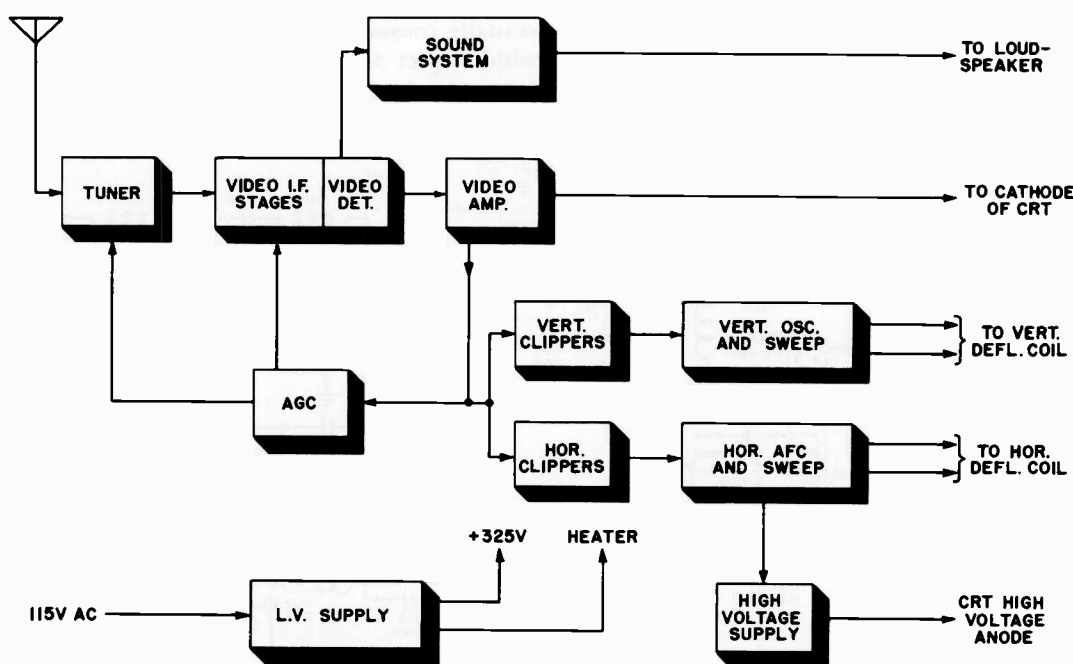 SOUND
SYSTEM
TO LOUD-
SPEAKER
TUNER
VIDEO I.F.
STAGES
VIDEO
DET.
VIDEO
AMP.
TO CATHODE
OF CRT
VERT.
CLIPPERS
VERT. OSC.
AND SWEEP
TO VERT.
DEFL. COIL
AGC
HOR.
CLIPPERS
HOR. AFC
AND SWEEP
TO HOR.
DEFL. COIL
+325V
HEATER
115V AC
L.V. SUPPLY
HIGH
VOLTAGE
SUPPLY
CRT HIGH
VOLTAGE
ANODE